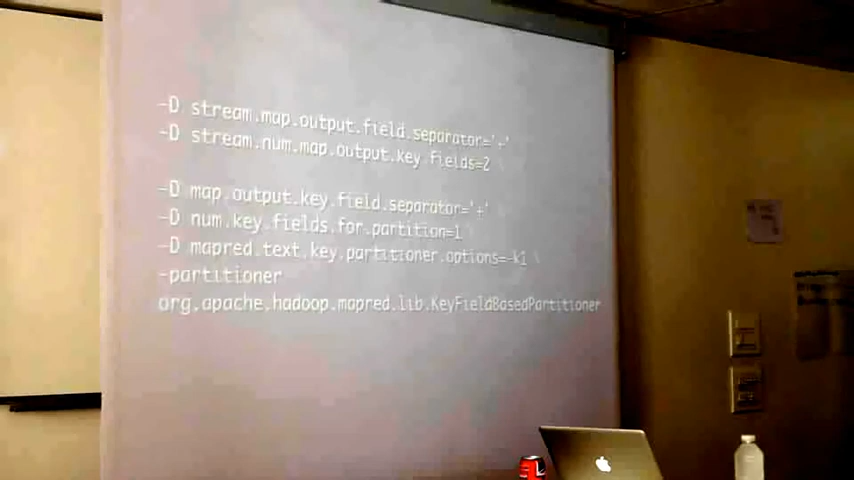 -D stream.map.output.field.separator='+'
-D stream.num.map.output.key.fields=2 \
-D map.output.key.field.separator='+'
-D num.key.fields.for.partition=1 \
-D mapred.text.key.partitioner.options=-k1 \
-partitioner
org.apache.hadoop.mapred.lib.KeyFieldBasedPartitioner